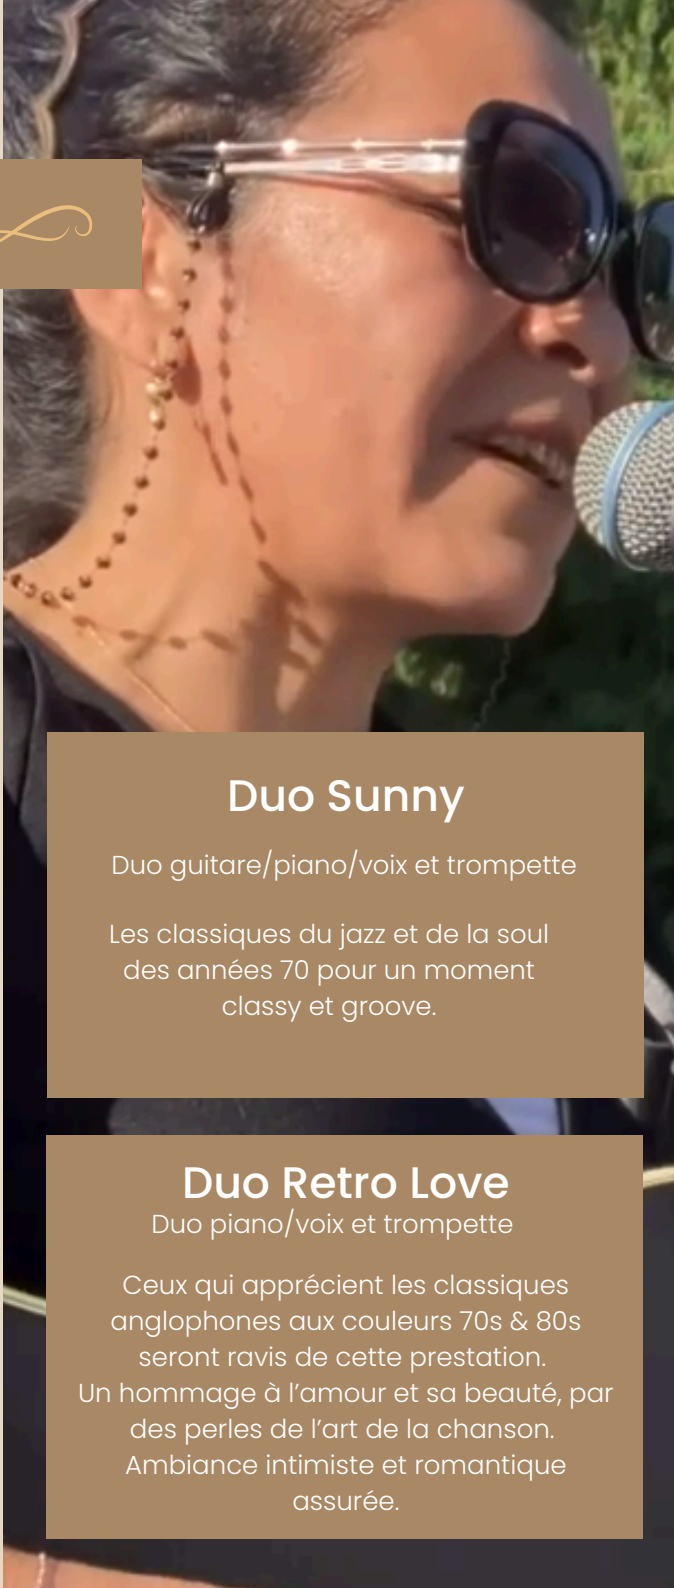 Duo Sunny
Duo guitare/piano/voix et trompette
Les classiques du jazz et de la soul
des années 70 pour un moment
classy et groove.
Duo Retro Love
Duo piano/voix et trompette
Ceux qui apprécient les classiques
anglophones aux couleurs 70s & 80s
seront ravis de cette prestation.
Un hommage à l’amour et sa beauté, par
des perles de l’art de la chanson.
Ambiance intimiste et romantique
assurée.